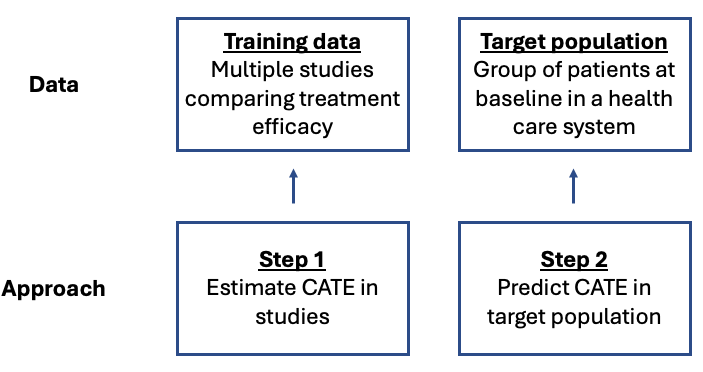 Data
Training data
Multiple studies
comparing treatment
efficacy
Target population
Group of patients at
baseline in a health
care system
Approach
Step 1
Estimate CATE in
studies
Step 2
Predict CATE in
target population